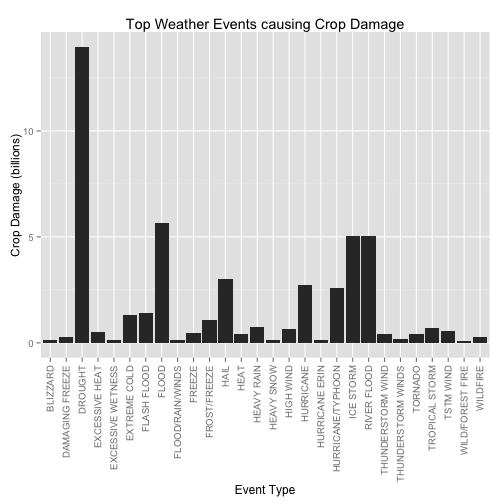 Top Weather Events causing Crop Damage
Crop Damage (billions)
10
5
0
BLIZZARD
DAMAGING FREEZE
DROUGHT
EXCESSIVE HEAT
EXCESSIVE WETNESS
EXTREME COLD
FLASH FLOOD
FLOOD
FLOOD/RAIN/WINDS
FREEZE
FROST/FREEZE
HAIL
HEAT
HEAVY RAIN
HEAVY SNOW
HIGH WIND
HURRICANE
HURRICANE ERIN
HURRICANE/TYPHOON
ICE STORM
RIVER FLOOD
THUNDERSTORM WIND
THUNDERSTORM WINDS
TORNADO
TROPICAL STORM
TSTM WIND
WILD/FOREST FIRE
WILDFIRE
Event Type